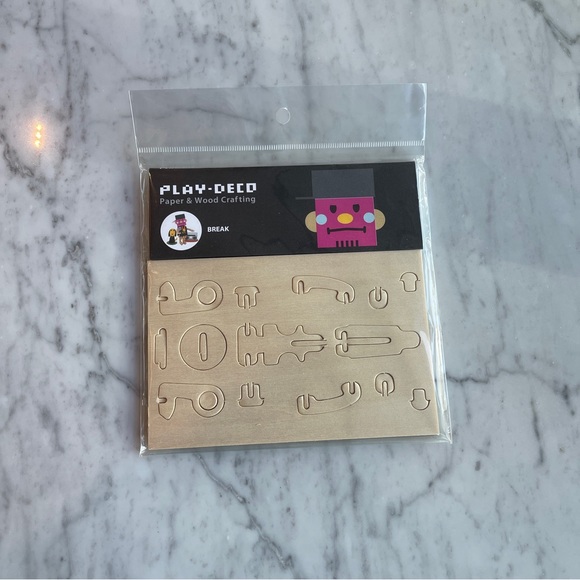 PLAY-DECO
Paper & Wood Crafting
BREAK